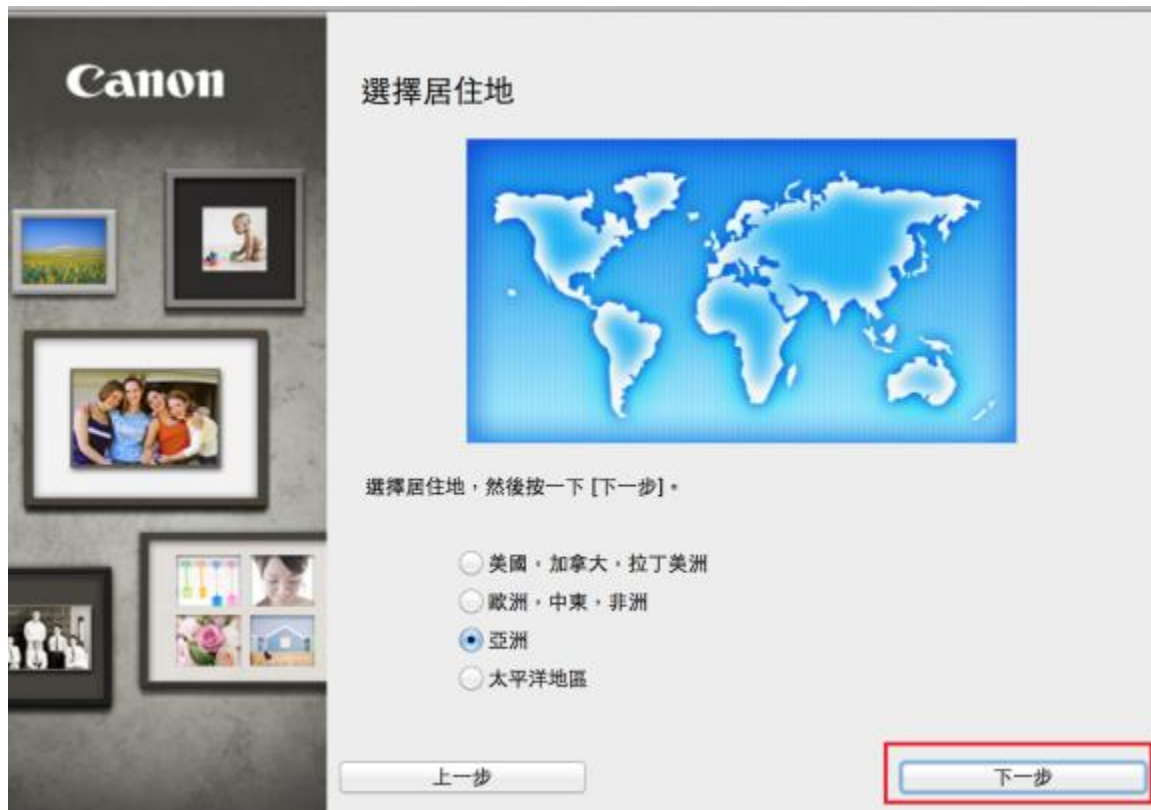 Canon
選擇居住地
選擇居住地，然後按一下 [下一步]。
美國，加拿大，拉丁美洲
歐洲，中東，非洲
亞洲
太平洋地區
上一步
下一步